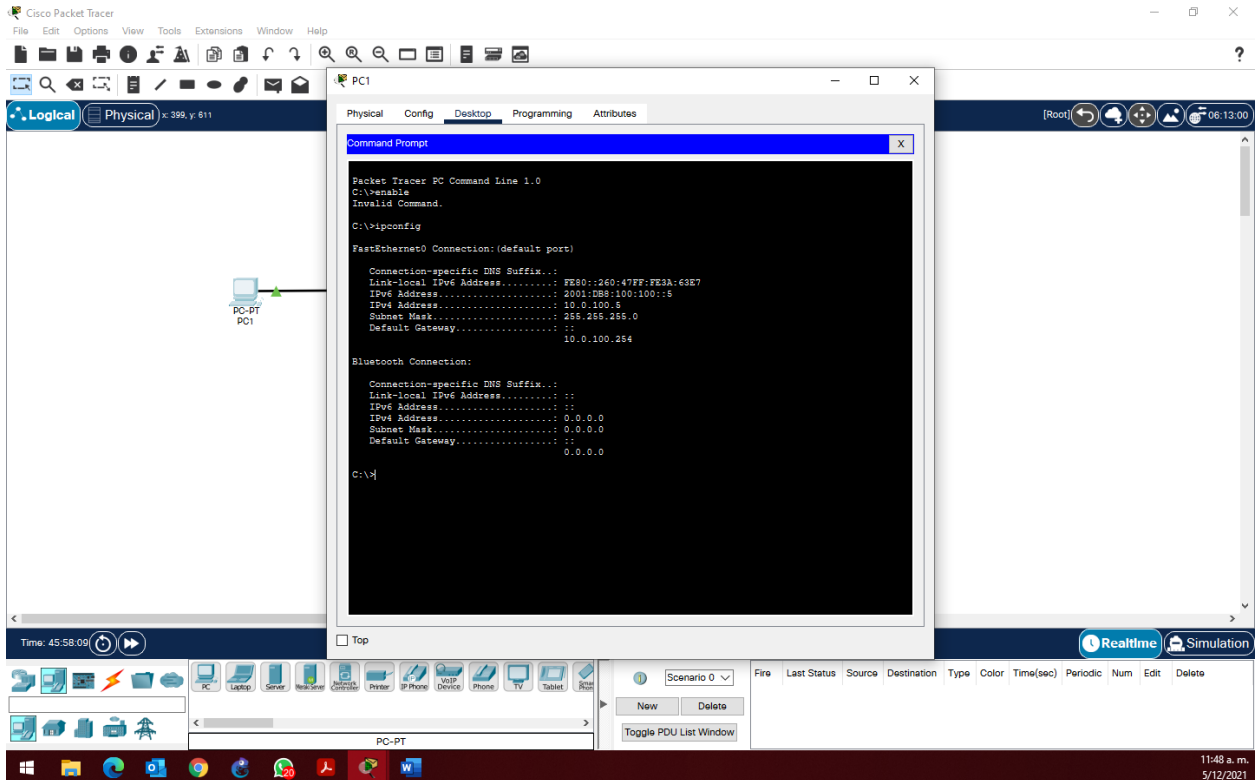 Cisco Packet Tracer
File Edit Options View Tools Extensions Window Help
?
PC1
Logical Physical x: 399, y: 611
[Root] 06:13:00
Physical Config Desktop Programming Attributes
Command Prompt X
Packet Tracer PC Command Line 1.0
C:\>enable
Invalid Command.
C:\>ipconfig
FastEthernet0 Connection:(default port)
Connection-specific DNS Suffix..:
Link-local IPv6 Address.........: FE80::260:47FF:FE3A:63E7
IPv6 Address....................: 2001:DB8:100:100::5
IPv4 Address....................: 10.0.100.5
Subnet Mask.....................: 255.255.255.0
Default Gateway.................: ::
10.0.100.254
Bluetooth Connection:
Connection-specific DNS Suffix..:
Link-local IPv6 Address.........: ::
IPv6 Address....................: ::
IPv4 Address....................: 0.0.0.0
Subnet Mask.....................: 0.0.0.0
Default Gateway.................: ::
0.0.0.0
C:\>
PC-PT
PC1
Top
Time: 45:58:09
Realtime Simulation
PC Laptop Server Printer IP Phone VoIP Device Phone TV Tablet
PC-PT
Scenario 0
New Delete
Toggle PDU List Window
Fire Last Status Source Destination Type Color Time(sec) Periodic Num Edit Delete
20
11:48 a. m.
5/12/2021